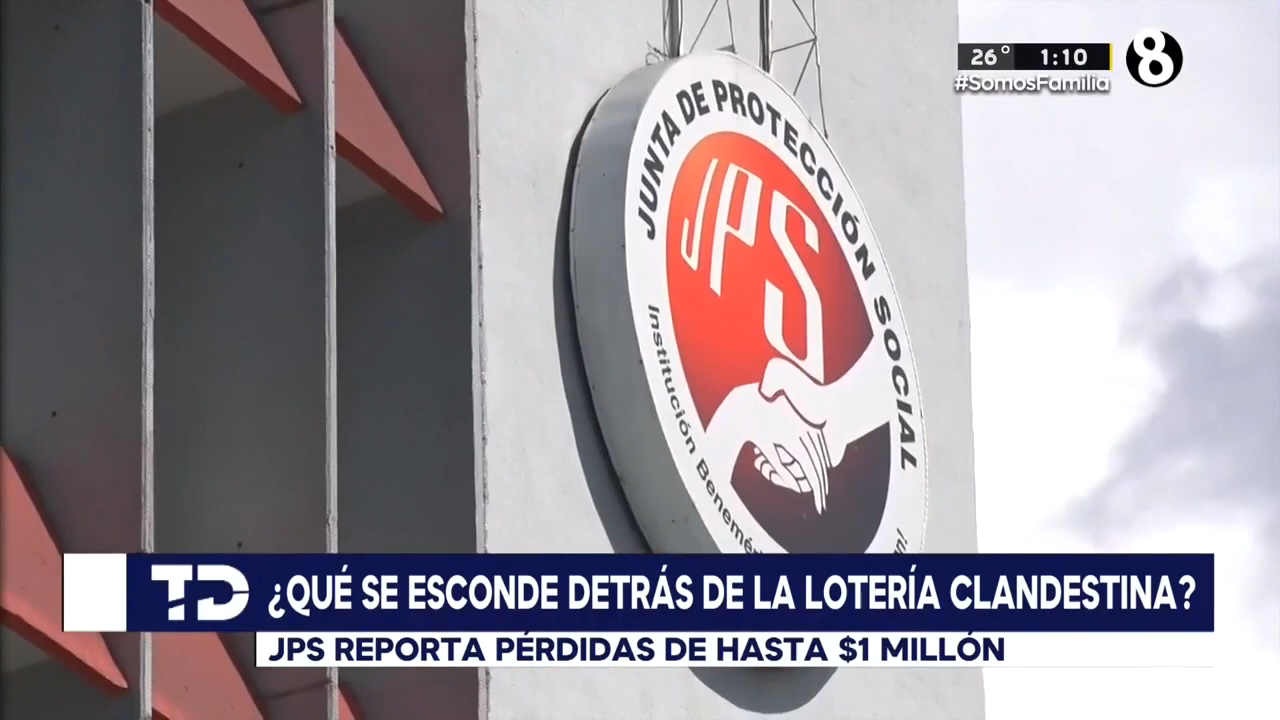 26° 1:10
8
#SomosFamilia
JUNTA DE PROTECCIÓN SOCIAL
JPS
Institución
TD ¿QUÉ SE ESCONDE DETRÁS DE LA LOTERÍA CLANDESTINA?
JPS REPORTA PÉRDIDAS DE HASTA $1 MILLÓN